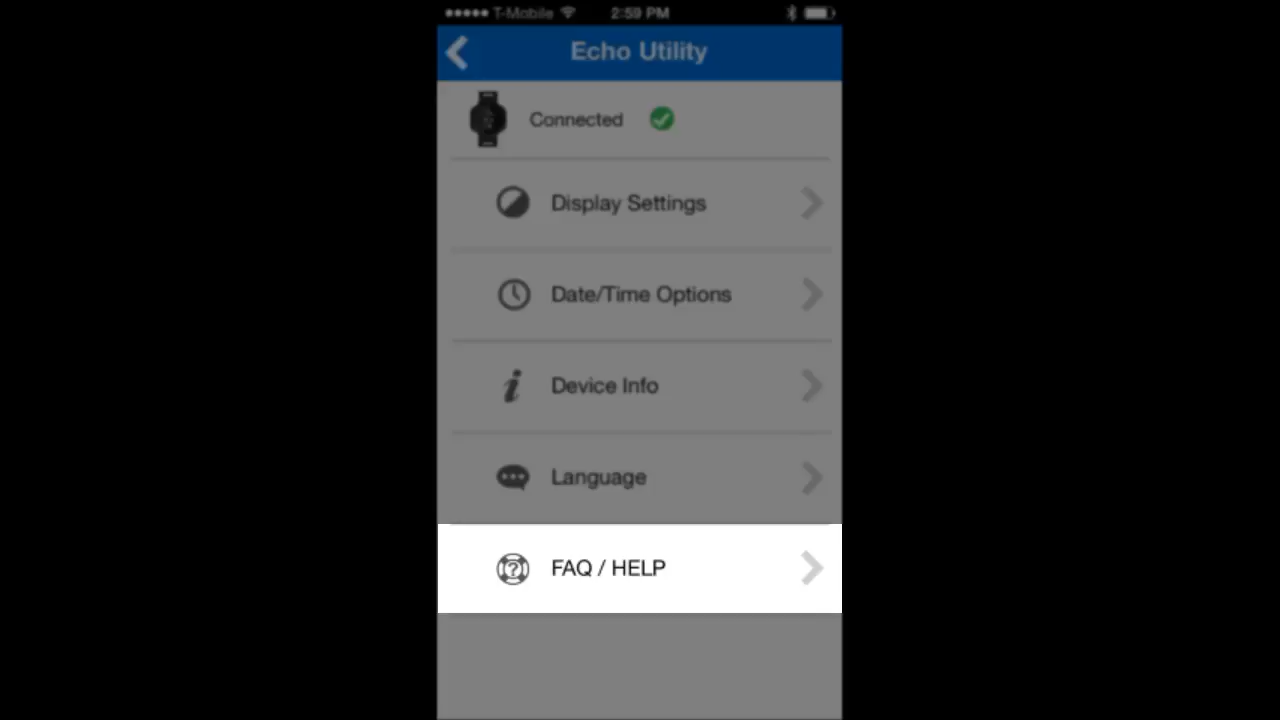 T-Mobile 2:59 PM
Echo Utility
Connected
Display Settings
Date/Time Options
Device Info
Language
FAQ / HELP